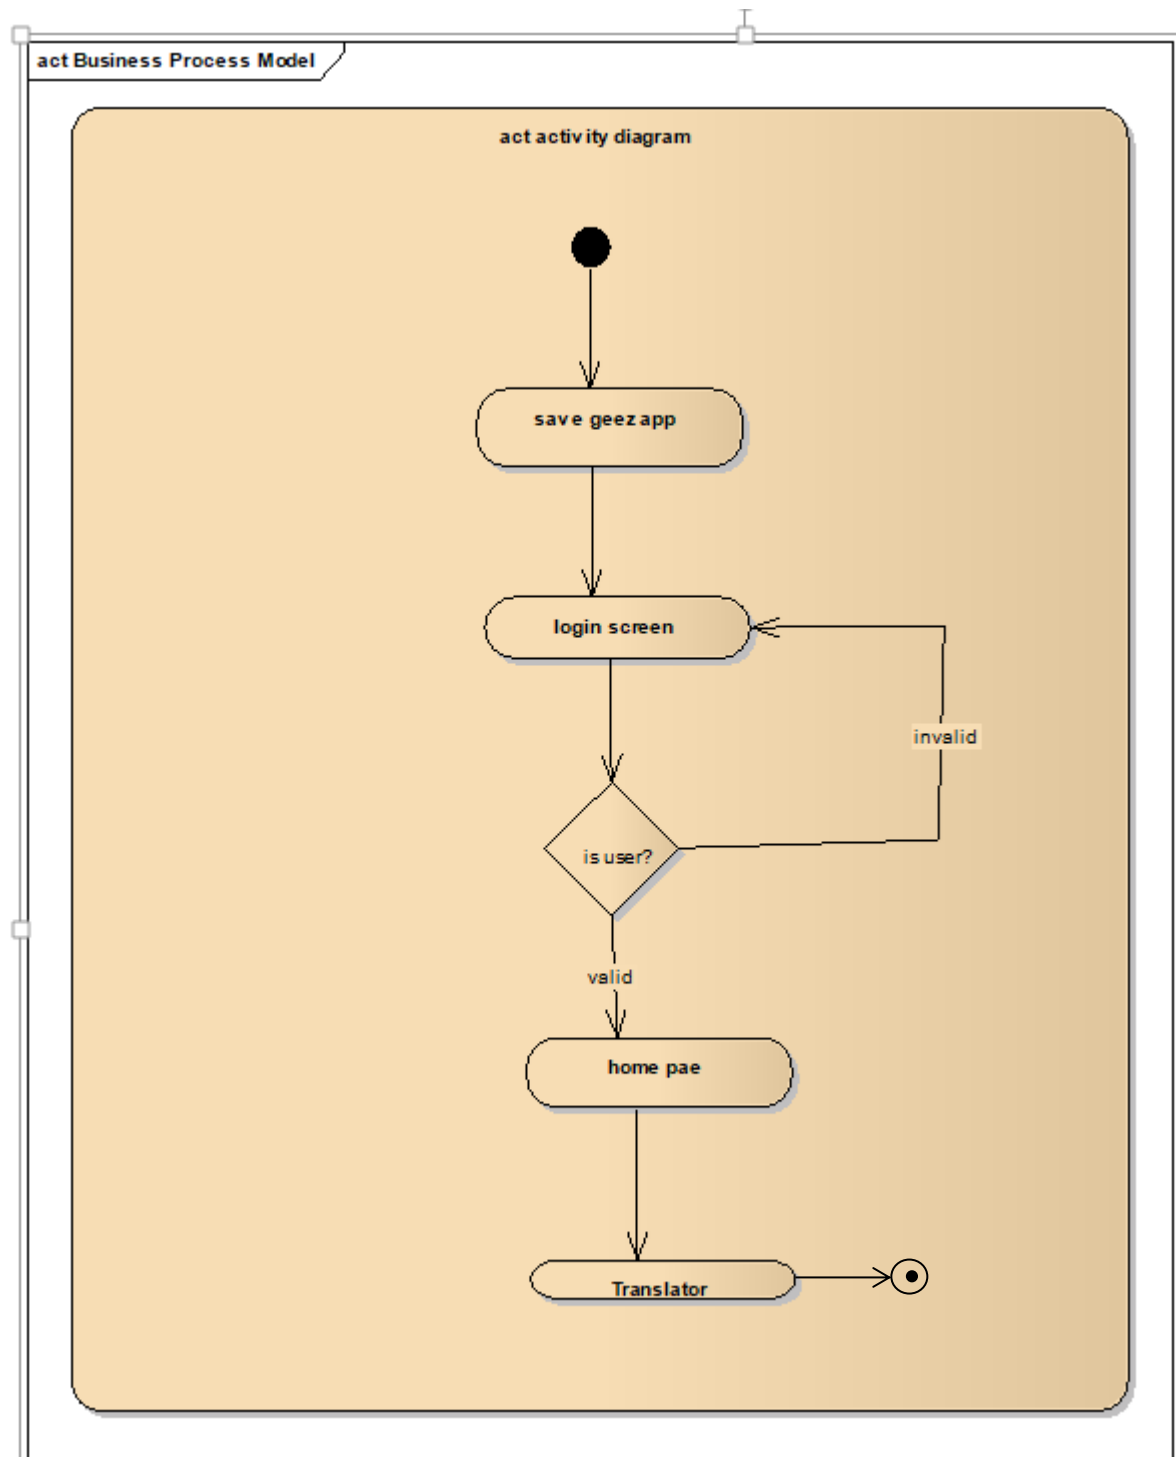 act Business Process Model
act activity diagram
save geez app
login screen
invalid
is user?
valid
home pae
Translator